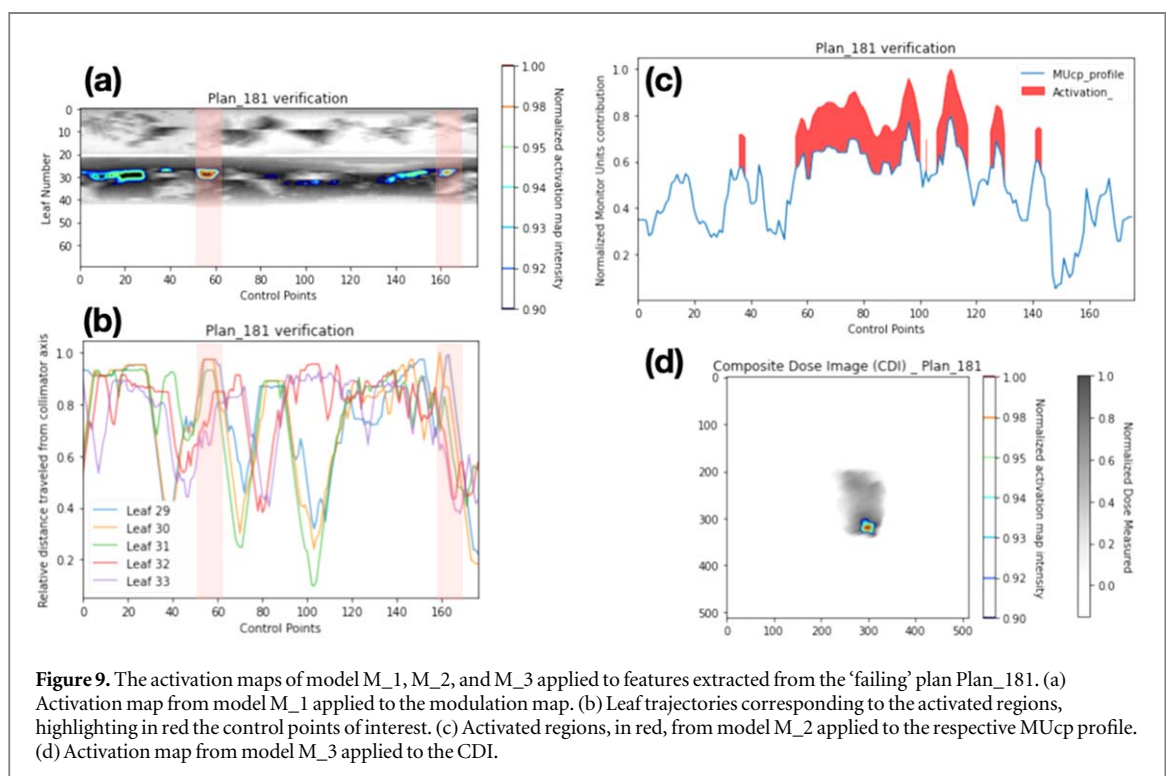 (a)
Plan_181 verification
0
10
20
30
40
50
60
Leaf Number
0 20 40 60 80 100 120 140 160
Control Points
1.00
0.98
0.95
0.94
0.93
0.92
0.90
Normalized activation map intensity
(b)
Plan_181 verification
1.0
0.8
0.6
0.4
0.2
Relative distance traveled from collimator axis
Leaf 29
Leaf 30
Leaf 31
Leaf 32
Leaf 33
0 20 40 60 80 100 120 140 160
Control Points
(c)
Plan_181 verification
MUcp_profile
Activation_
1.0
0.8
0.6
0.4
0.2
Normalized Monitor Units contribution
0 20 40 60 80 100 120 140 160
Control Points
(d)
Composite Dose Image (CDI) _ Plan_181
0
100
200
300
400
500
0 100 200 300 400 500
1.00
0.98
0.95
0.94
0.93
0.92
0.90
Normalized activation map intensity
1.0
0.8
0.6
0.4
0.2
0.0
Normalized Dose Measured
Figure 9. The activation maps of model M_1, M_2, and M_3 applied to features extracted from the ‘failing’ plan Plan_181. (a)
Activation map from model M_1 applied to the modulation map. (b) Leaf trajectories corresponding to the activated regions,
highlighting in red the control points of interest. (c) Activated regions, in red, from model M_2 applied to the respective MUcp profile.
(d) Activation map from model M_3 applied to the CDI.